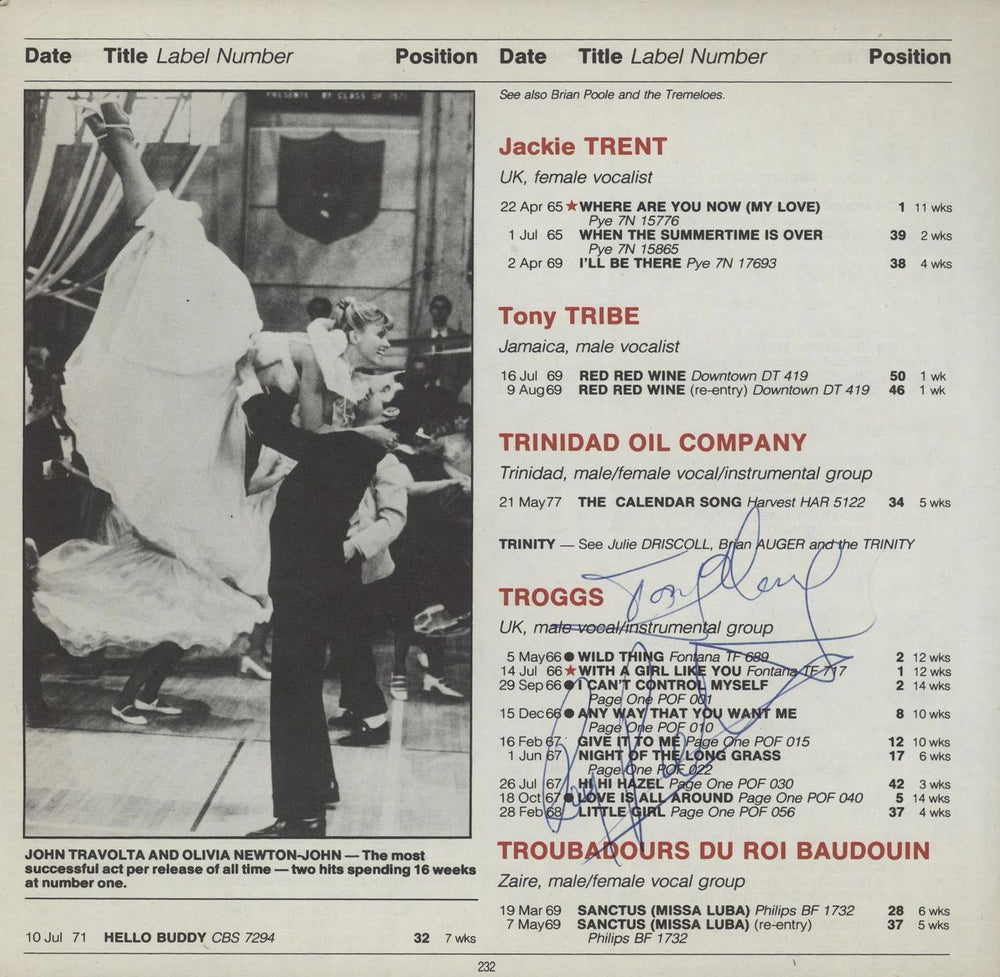 Date Title Label Number Position
PRESENTE BY CLASS OF 1971
JOHN TRAVOLTA AND OLIVIA NEWTON-JOHN — The most
successful act per release of all time — two hits spending 16 weeks
at number one.
10 Jul 71 HELLO BUDDY CBS 7294 32 7 wks
Date Title Label Number Position
See also Brian Poole and the Tremeloes.
Jackie TRENT
UK, female vocalist
22 Apr 65 ★ WHERE ARE YOU NOW (MY LOVE) 1 11 wks
Pye 7N 15776
1 Jul 65 WHEN THE SUMMERTIME IS OVER 39 2 wks
Pye 7N 15865
2 Apr 69 I'LL BE THERE Pye 7N 17693 38 4 wks
Tony TRIBE
Jamaica, male vocalist
16 Jul 69 RED RED WINE Downtown DT 419 50 1 wk
9 Aug 69 RED RED WINE (re-entry) Downtown DT 419 46 1 wk
TRINIDAD OIL COMPANY
Trinidad, male/female vocal/instrumental group
21 May 77 THE CALENDAR SONG Harvest HAR 5122 34 5 wks
TRINITY — See Julie DRISCOLL, Brian AUGER and the TRINITY
TROGGS
Tony
UK, male vocal/instrumental group
5 May 66 ● WILD THING Fontana TF 689 2 12 wks
14 Jul 66 ★ WITH A GIRL LIKE YOU Fontana TF 717 1 12 wks
29 Sep 66 ● I CAN'T CONTROL MYSELF 2 14 wks
Page One POF 001
15 Dec 66 ● ANY WAY THAT YOU WANT ME 8 10 wks
Page One POF 010
16 Feb 67 GIVE IT TO ME Page One POF 015 12 10 wks
1 Jun 67 NIGHT OF THE LONG GRASS 17 6 wks
Page One POF 022
26 Jul 67 HI HI HAZEL Page One POF 030 42 3 wks
18 Oct 67 ● LOVE IS ALL AROUND Page One POF 040 5 14 wks
28 Feb 68 LITTLE GIRL Page One POF 056 37 4 wks
TROUBADOURS DU ROI BAUDOUIN
Zaire, male/female vocal group
19 Mar 69 SANCTUS (MISSA LUBA) Philips BF 1732 28 6 wks
7 May 69 SANCTUS (MISSA LUBA) (re-entry) 37 5 wks
Philips BF 1732
232